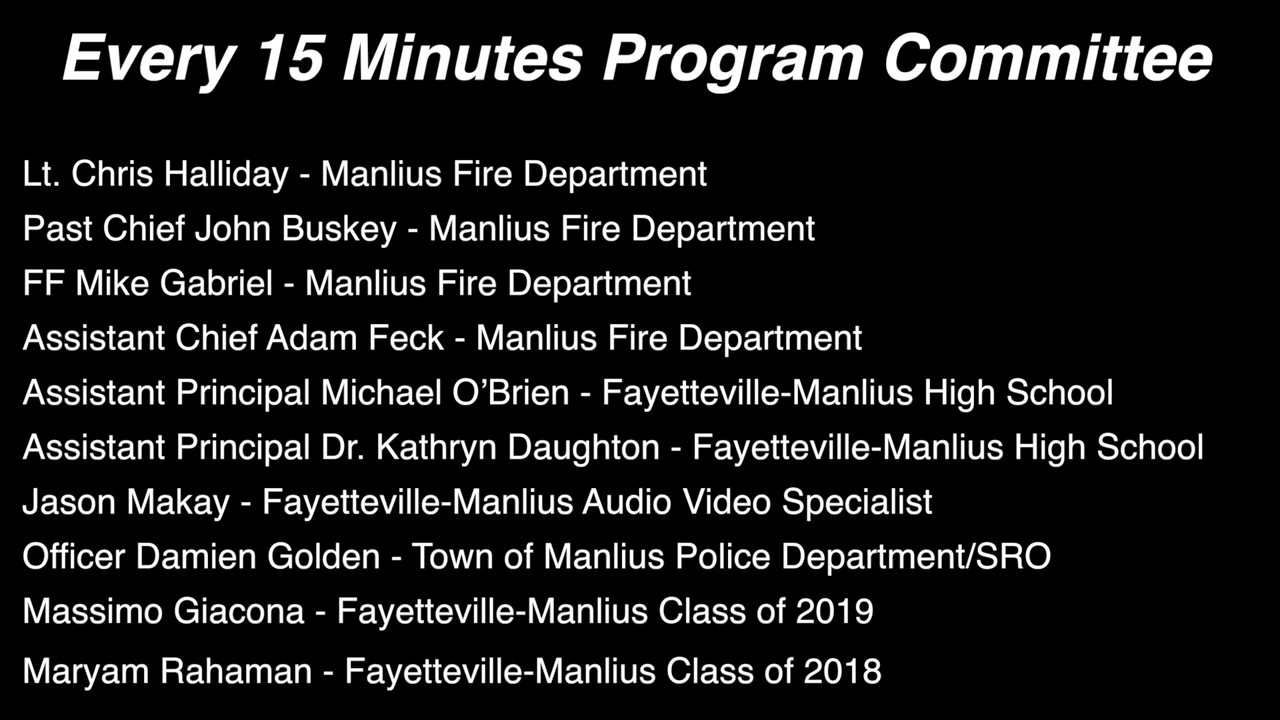 Every 15 Minutes Program Committee
Lt. Chris Halliday - Manlius Fire Department
Past Chief John Buskey - Manlius Fire Department
FF Mike Gabriel - Manlius Fire Department
Assistant Chief Adam Feck - Manlius Fire Department
Assistant Principal Michael O’Brien - Fayetteville-Manlius High School
Assistant Principal Dr. Kathryn Daughton - Fayetteville-Manlius High School
Jason Makay - Fayetteville-Manlius Audio Video Specialist
Officer Damien Golden - Town of Manlius Police Department/SRO
Massimo Giacona - Fayetteville-Manlius Class of 2019
Maryam Rahaman - Fayetteville-Manlius Class of 2018